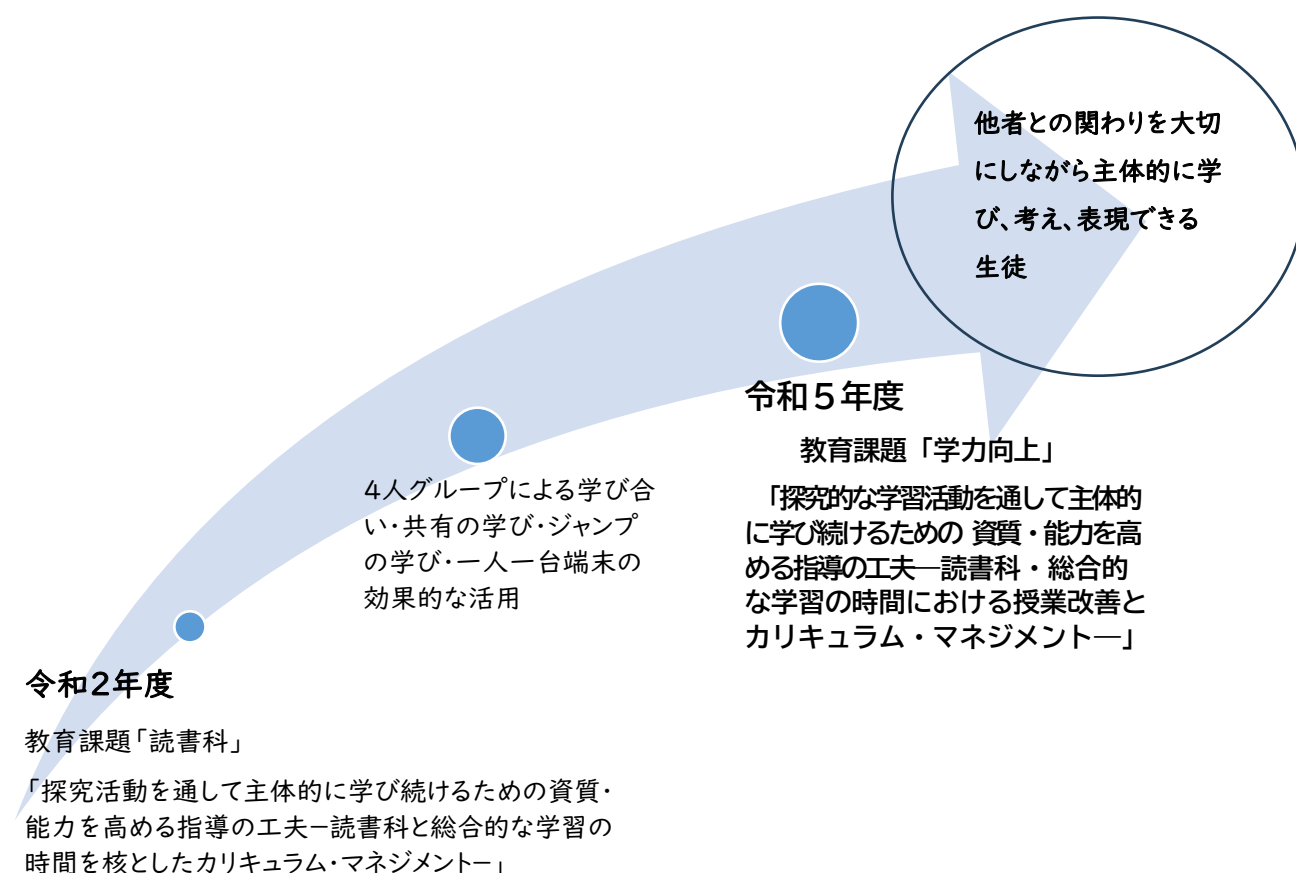 他者との関わりを大切
にしながら主体的に学
び、考え、表現できる
生徒
令和５年度
教育課題「学力向上」
「探究的な学習活動を通して主体的
に学び続けるための 資質・能力を高
める指導の工夫―読書科・総合的
な学習の時間における授業改善と
カリキュラム・マネジメント―」
4人グループによる学び合
い・共有の学び・ジャンプ
の学び・一人一台端末の
効果的な活用
令和2年度
教育課題「読書科」
「探究活動を通して主体的に学び続けるための資質・
能力を高める指導の工夫－読書科と総合的な学習の
時間を核としたカリキュラム・マネジメント－」